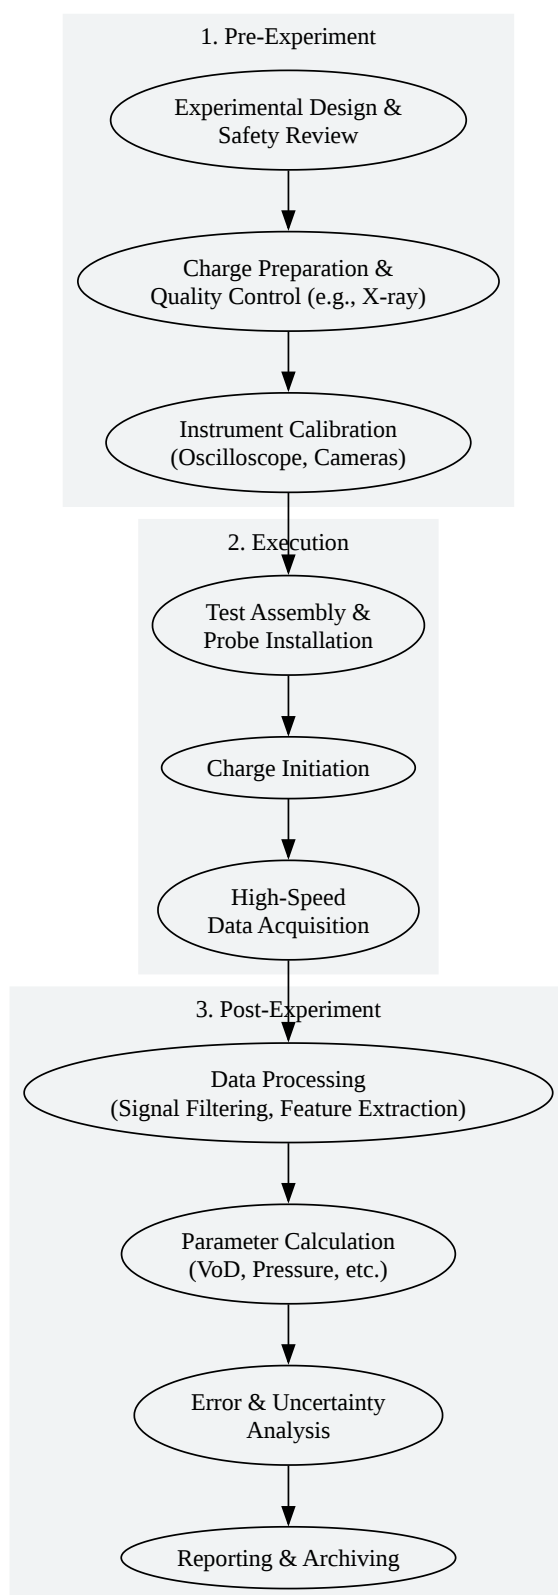 1. Pre-Experiment
Experimental Design &
Safety Review
Charge Preparation &
Quality Control (e.g., X-ray)
Instrument Calibration
(Oscilloscope, Cameras)
2. Execution
Test Assembly &
Probe Installation
Charge Initiation
High-Speed
Data Acquisition
3. Post-Experiment
Data Processing
(Signal Filtering, Feature Extraction)
Parameter Calculation
(VoD, Pressure, etc.)
Error & Uncertainty
Analysis
Reporting & Archiving